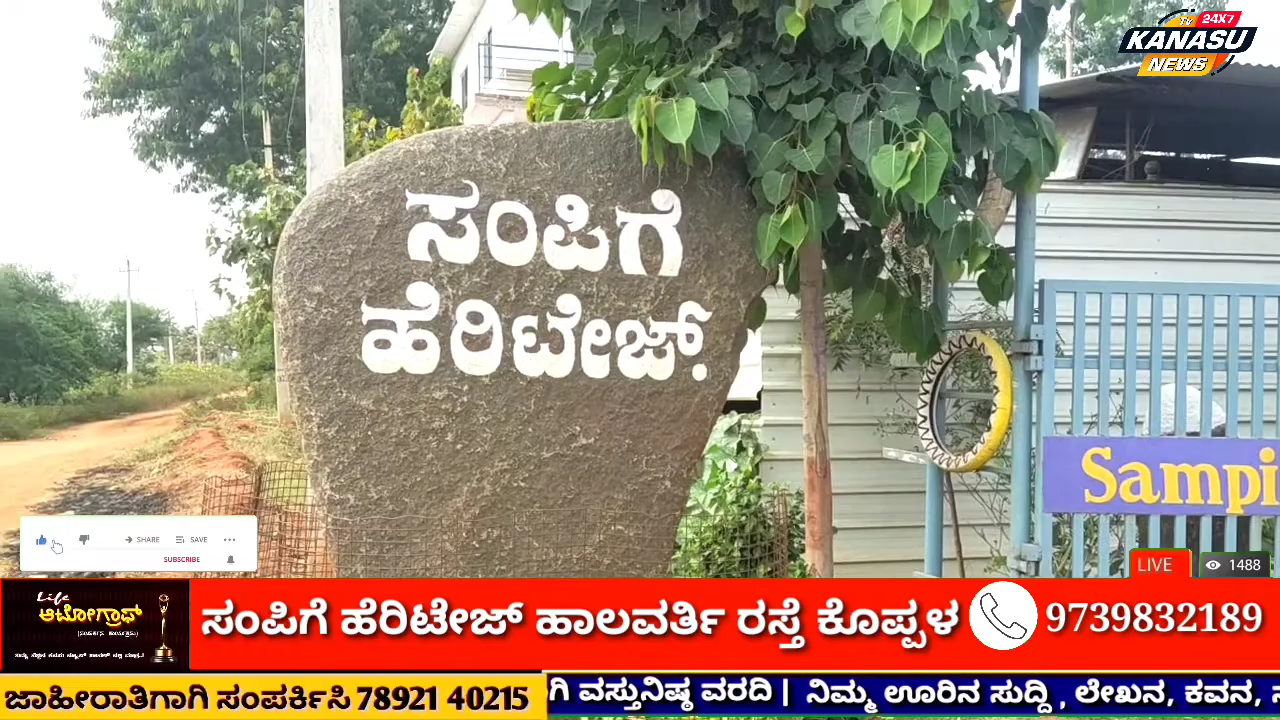 Tv 24X7
KANASU
NEWS
ಸಂಪಿಗೆ
ಹೆರಿಟೇಜ್.
Sampi
SHARE SAVE
SUBSCRIBE
LIVE 1488
Life
ಆಟೋಗ್ರಾಫ್
ಸಂಪಿಗೆ ಹೆರಿಟೇಜ್ ಹಾಲವರ್ತಿ ರಸ್ತೆ ಕೊಪ್ಪಳ 9739832189
ಜಾಹೀರಾತಿಗಾಗಿ ಸಂಪರ್ಕಿಸಿ 78921 40215
ಗಿ ವಸ್ತುನಿಷ್ಠ ವರದಿ | ನಿಮ್ಮ ಊರಿನ ಸುದ್ದಿ , ಲೇಖನ, ಕವನ,